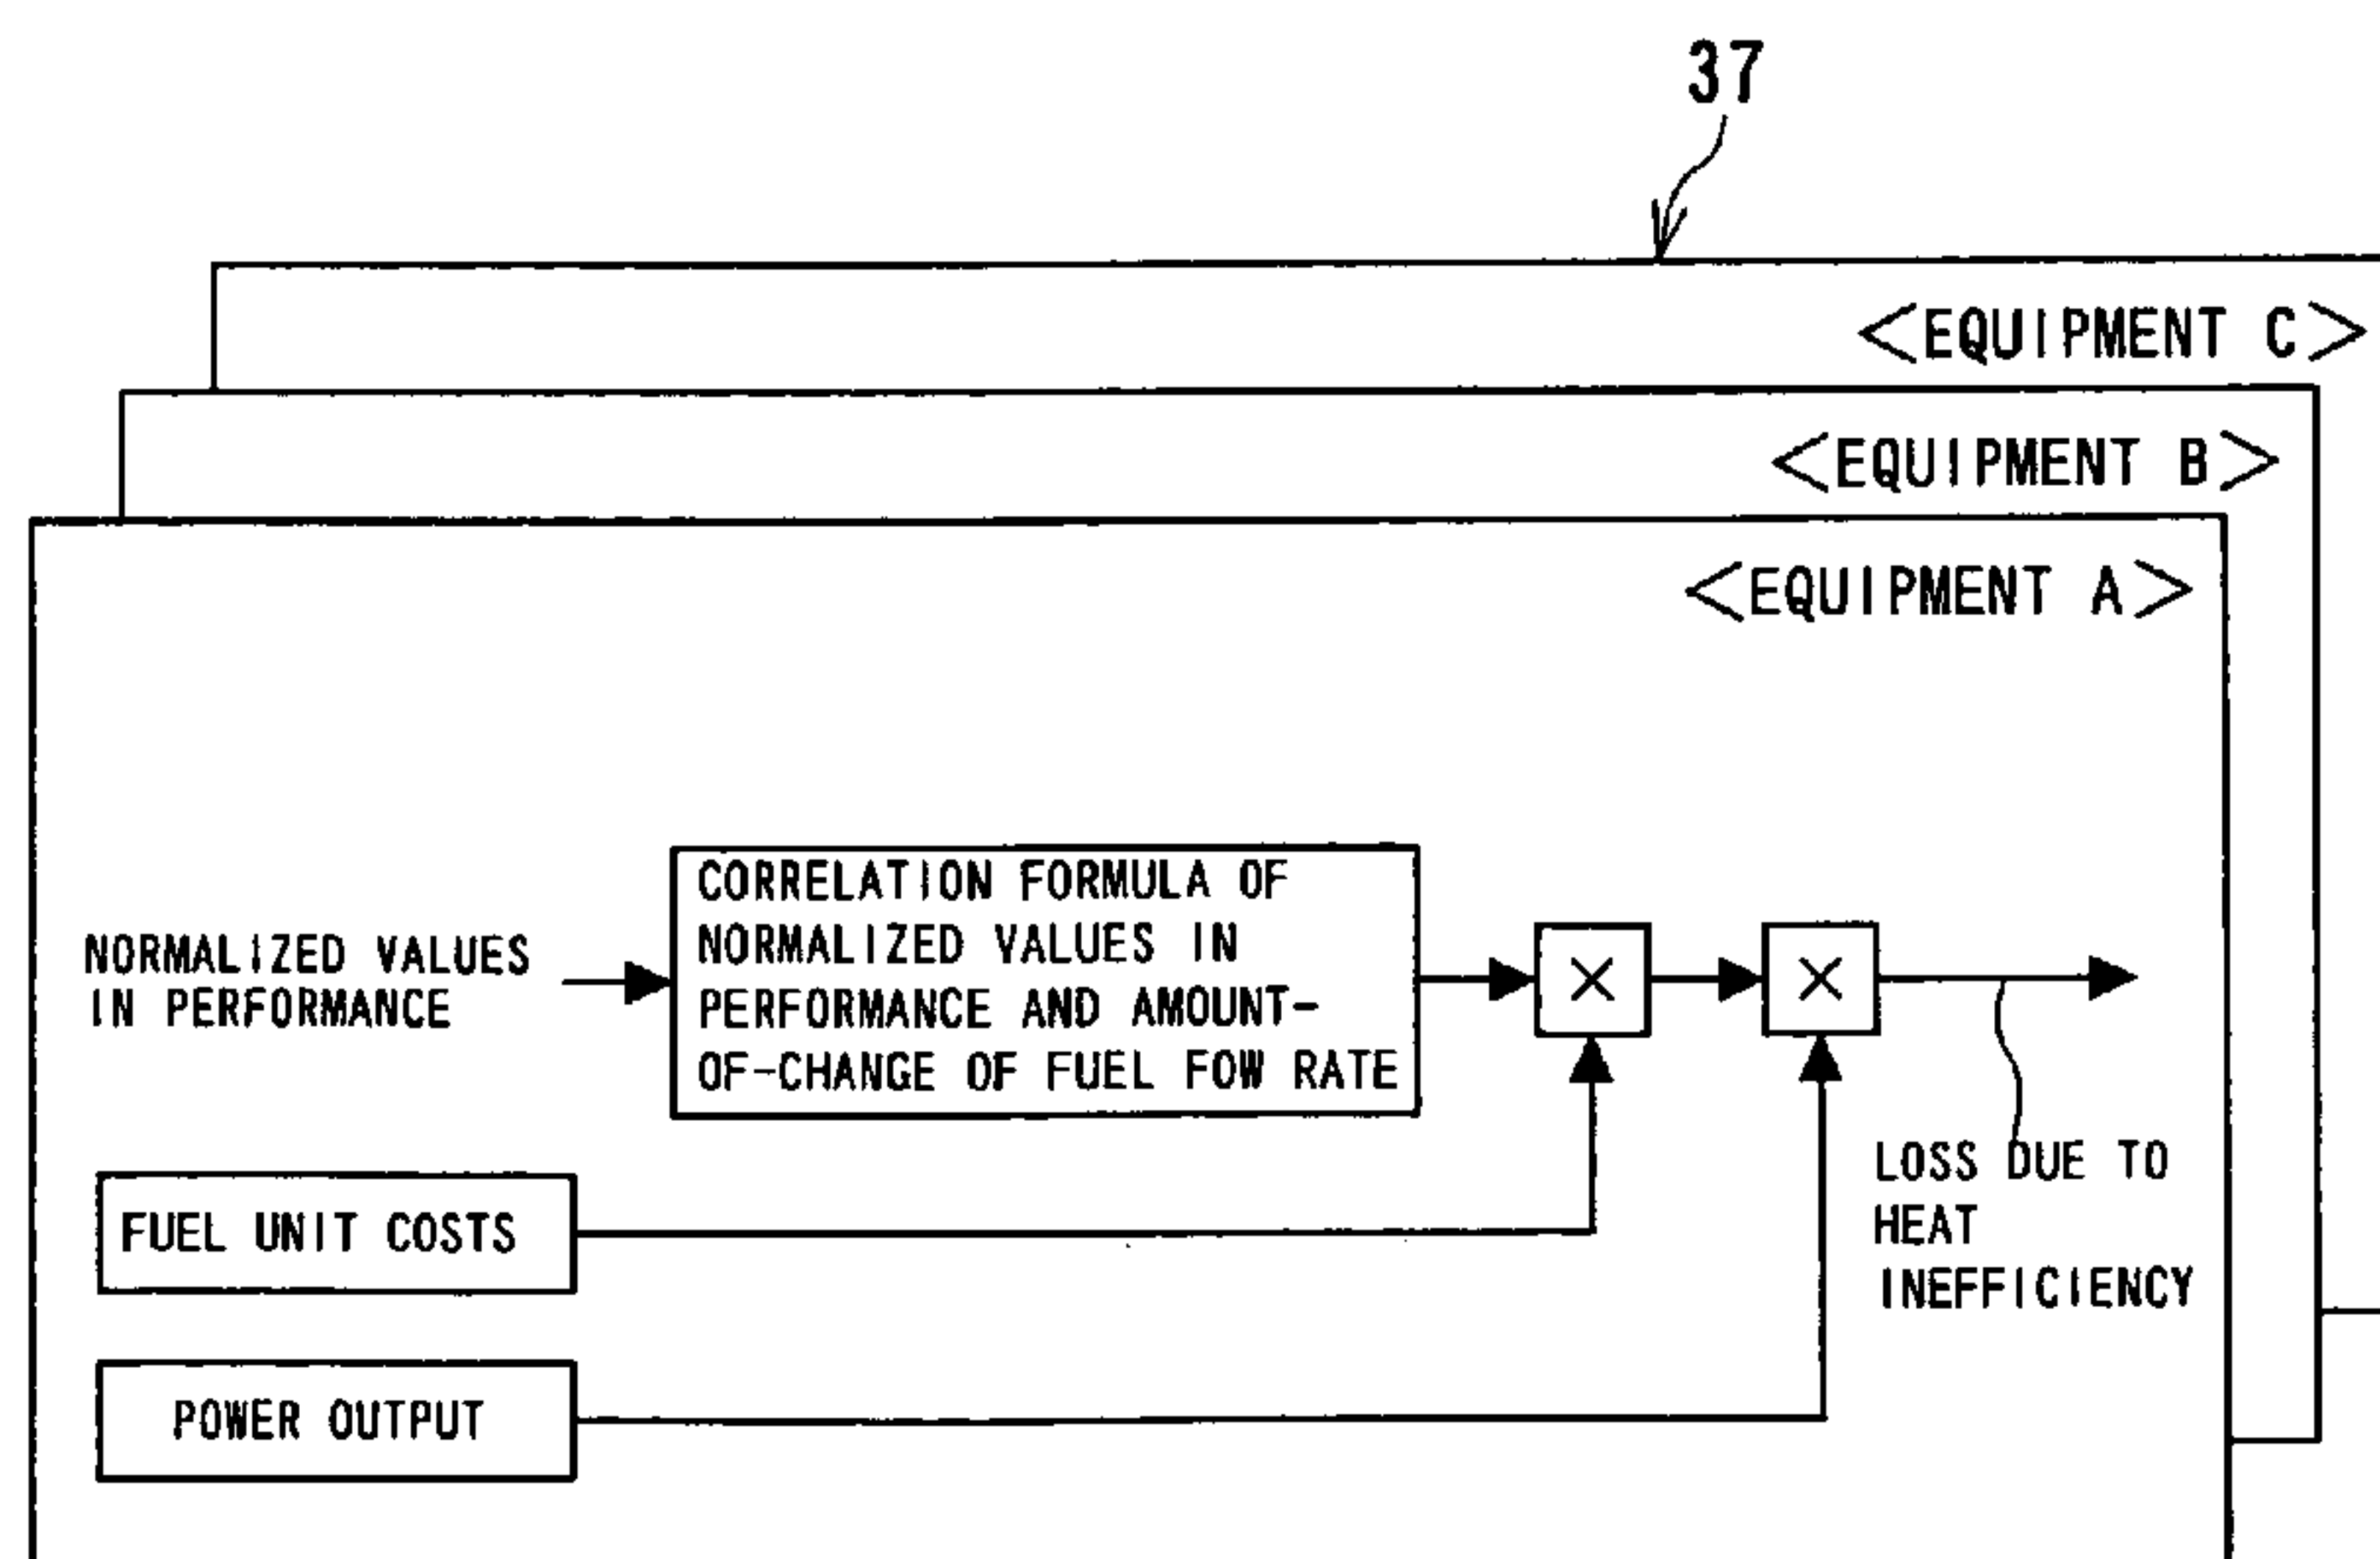 37
<EQUIPMENT C>
<EQUIPMENT B>
<EQUIPMENT A>
NORMALIZED VALUES
IN PERFORMANCE
CORRELATION FORMULA OF
NORMALIZED VALUES IN
PERFORMANCE AND AMOUNT-
OF-CHANGE OF FUEL FOW RATE
×
×
LOSS DUE TO
HEAT
INEFFICIENCY
FUEL UNIT COSTS
POWER OUTPUT